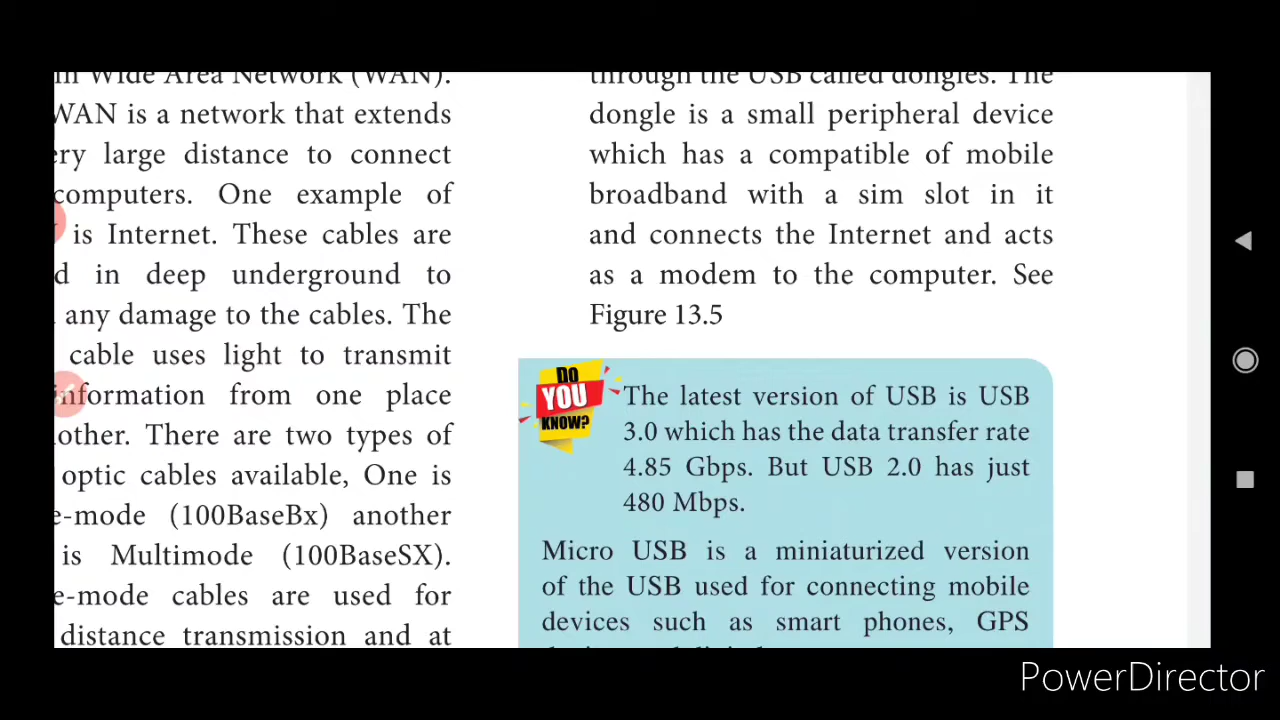 in Wide Area Network (WAN).
WAN is a network that extends
ery large distance to connect
computers. One example of
is Internet. These cables are
d in deep underground to
any damage to the cables. The
cable uses light to transmit
information from one place
other. There are two types of
optic cables available, One is
e-mode (100BaseBx) another
is Multimode (100BaseSX).
e-mode cables are used for
distance transmission and at
through the USB called dongles. The
dongle is a small peripheral device
which has a compatible of mobile
broadband with a sim slot in it
and connects the Internet and acts
as a modem to the computer. See
Figure 13.5
DO
YOU
KNOW?
The latest version of USB is USB
3.0 which has the data transfer rate
4.85 Gbps. But USB 2.0 has just
480 Mbps.
Micro USB is a miniaturized version
of the USB used for connecting mobile
devices such as smart phones, GPS
PowerDirector